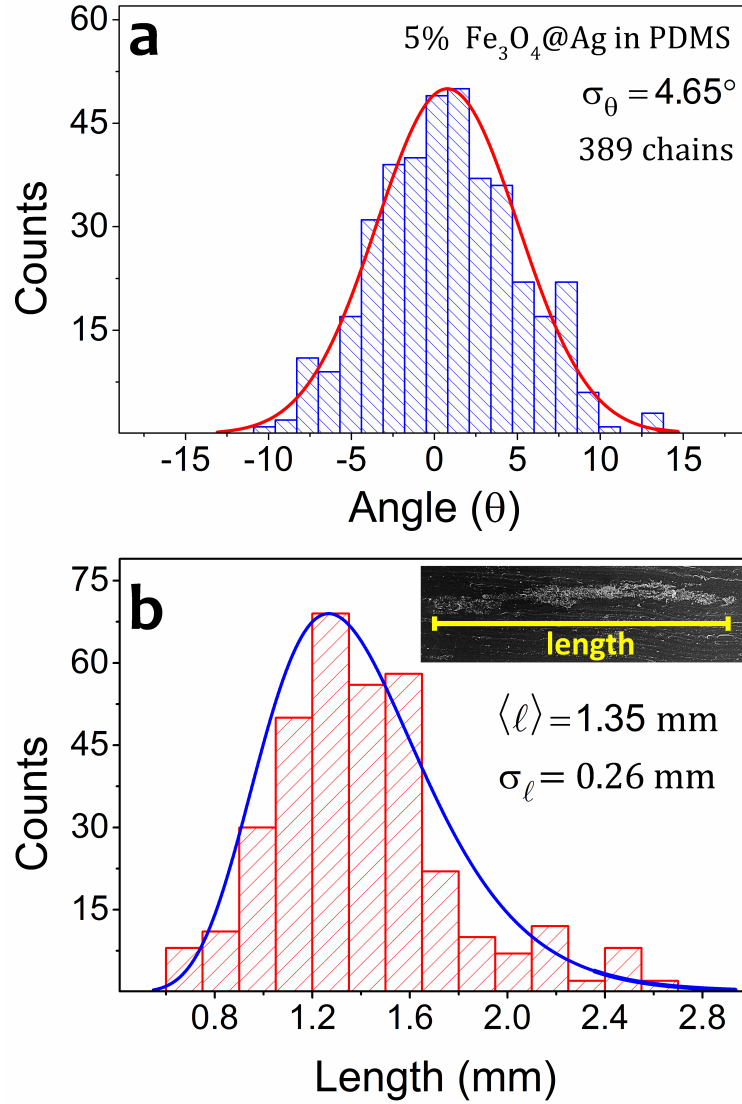 a
5% Fe₃O₄@Ag in PDMS
σ_θ = 4.65°
389 chains
60
45
30
15
Counts
-15 -10 -5 0 5 10 15
Angle (θ)
b
length
⟨ℓ⟩ = 1.35 mm
σ_ℓ = 0.26 mm
75
60
45
30
15
Counts
0.8 1.2 1.6 2.0 2.4 2.8
Length (mm)